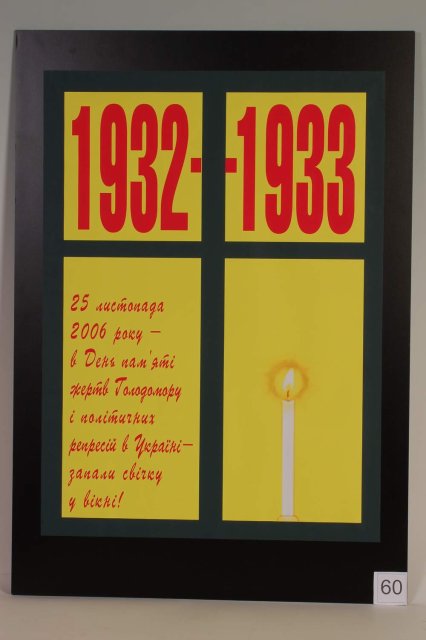 1932-1933
25 листопада
2006 року –
в День пам'яті
жертв Голодомору
і політичних
репресій в Україні–
запали свічку
у вікні!
60